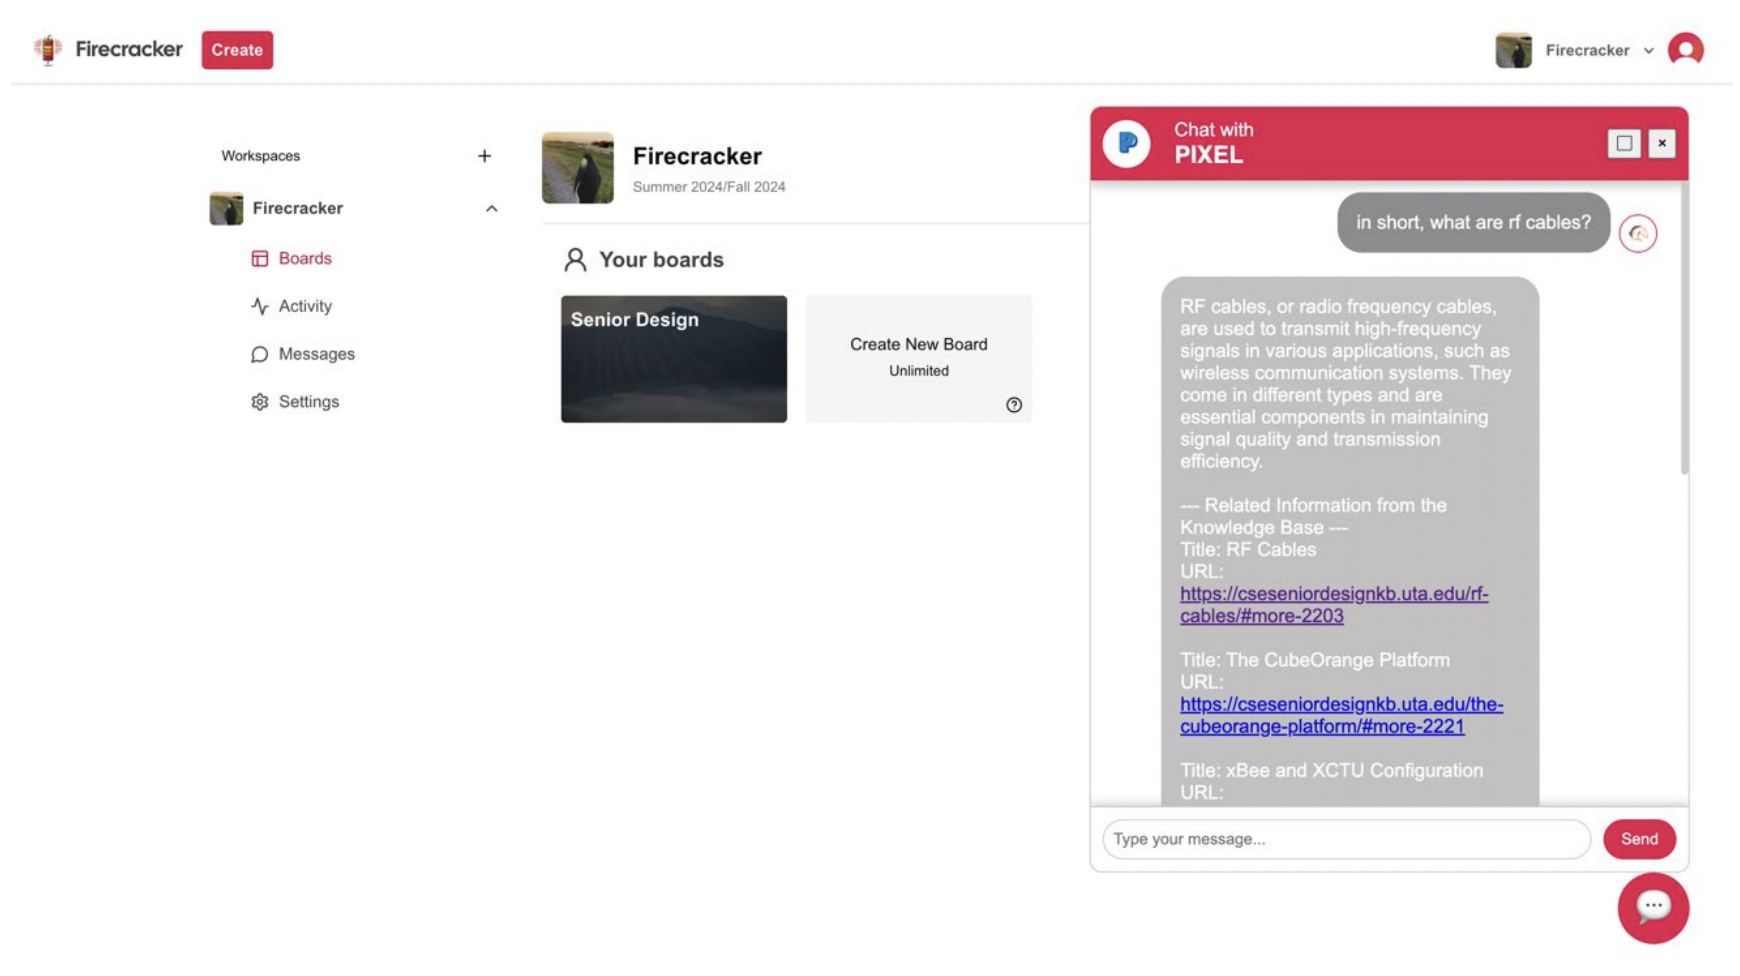 Firecracker
Create
Firecracker
Workspaces
+
Firecracker
Boards
Activity
Messages
Settings
Firecracker
Summer 2024/Fall 2024
Your boards
Senior Design
Create New Board
Unlimited
Chat with
PIXEL
in short, what are rf cables?
RF cables, or radio frequency cables,
are used to transmit high-frequency
signals in various applications, such as
wireless communication systems. They
come in different types and are
essential components in maintaining
signal quality and transmission
efficiency.
--- Related Information from the
Knowledge Base ---
Title: RF Cables
URL:
https://cseseniordesignkb.uta.edu/rf-
cables/#more-2203
Title: The CubeOrange Platform
URL:
https://cseseniordesignkb.uta.edu/the-
cubeorange-platform/#more-2221
Title: xBee and XCTU Configuration
URL:
Type your message...
Send